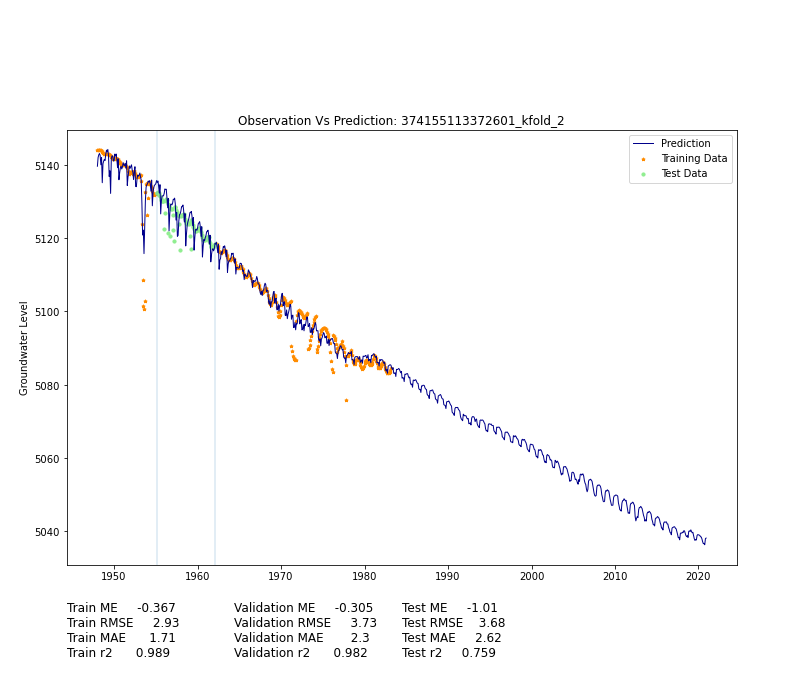 Observation Vs Prediction: 374155113372601_kfold_2
Prediction
Training Data
Test Data
Groundwater Level
5140
5120
5100
5080
5060
5040
1950 1960 1970 1980 1990 2000 2010 2020
Train ME -0.367 Validation ME -0.305 Test ME -1.01
Train RMSE 2.93 Validation RMSE 3.73 Test RMSE 3.68
Train MAE 1.71 Validation MAE 2.3 Test MAE 2.62
Train r2 0.989 Validation r2 0.982 Test r2 0.759